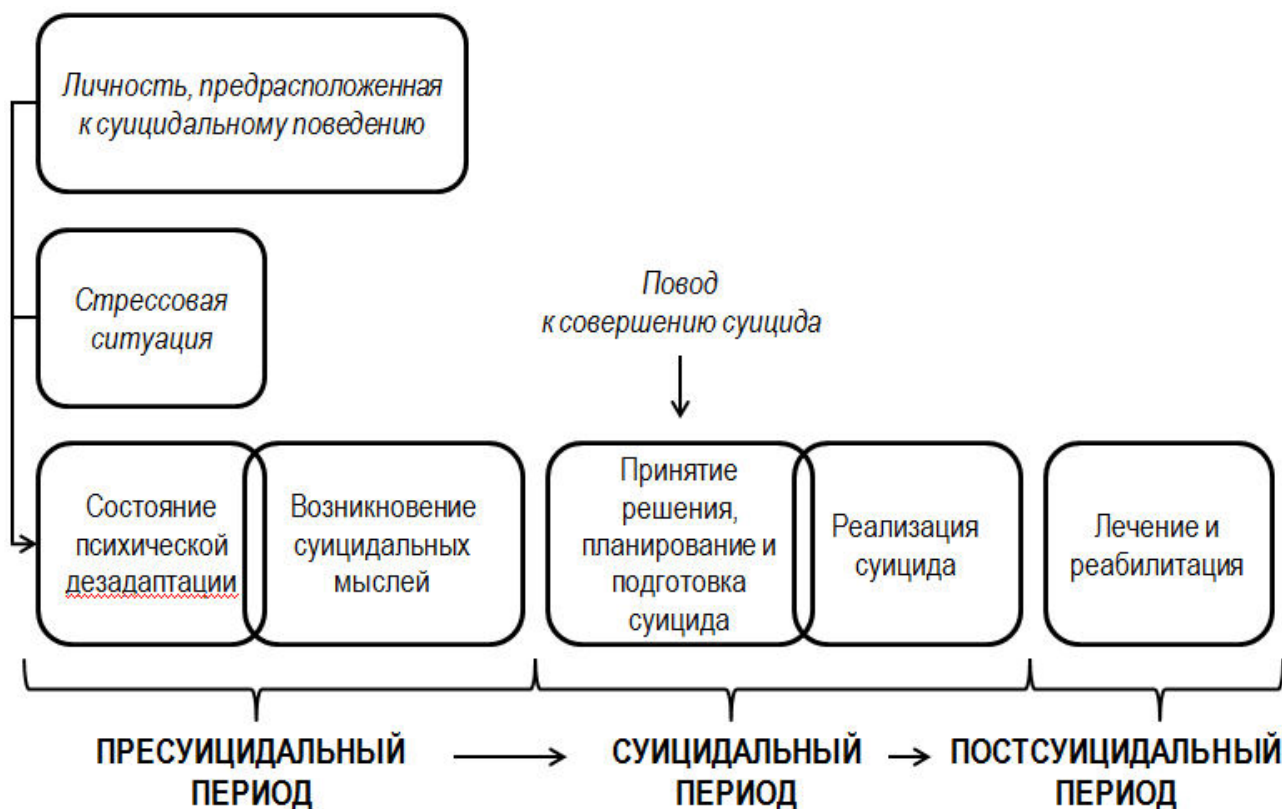 Личность, предрасположенная
к суицидальному поведению
Стрессовая
ситуация
Повод
к совершению суицида
Состояние
психической
дезадаптации
Возникновение
суицидальных
мыслей
Принятие
решения,
планирование и
подготовка
суицида
Реализация
суицида
Лечение и
реабилитация
ПРЕСУИЦИДАЛЬНЫЙ
ПЕРИОД
СУИЦИДАЛЬНЫЙ
ПЕРИОД
ПОСТСУИЦИДАЛЬНЫЙ
ПЕРИОД